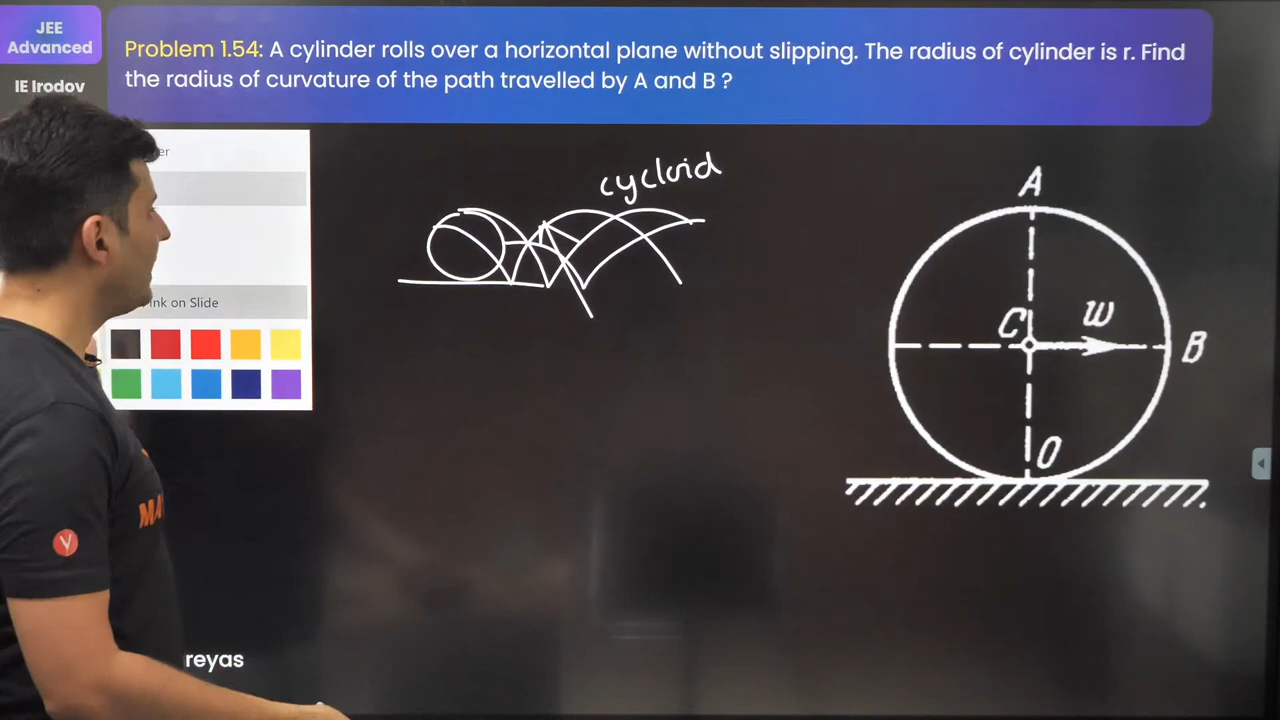 JEE
Advanced
IE Irodov
Problem 1.54: A cylinder rolls over a horizontal plane without slipping. The radius of cylinder is r. Find
the radius of curvature of the path travelled by A and B ?
Ink on Slide
cycloid
A
C
w
B
O
reyas